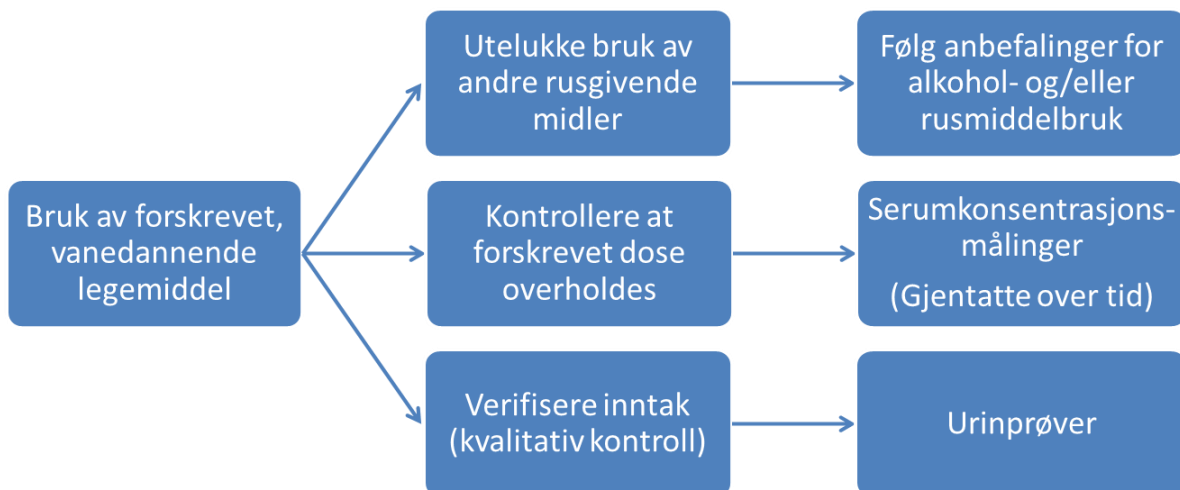 Bruk av forskrevet,
vanedannende
legemiddel
Utelukke bruk av
andre rusgivende
midler
Følg anbefalinger for
alkohol- og/eller
rusmiddelbruk
Kontrollere at
forskrevet dose
overholdes
Serumkonsentrasjons-
målinger
(Gjentatte over tid)
Verifisere inntak
(kvalitativ kontroll)
Urinprøver